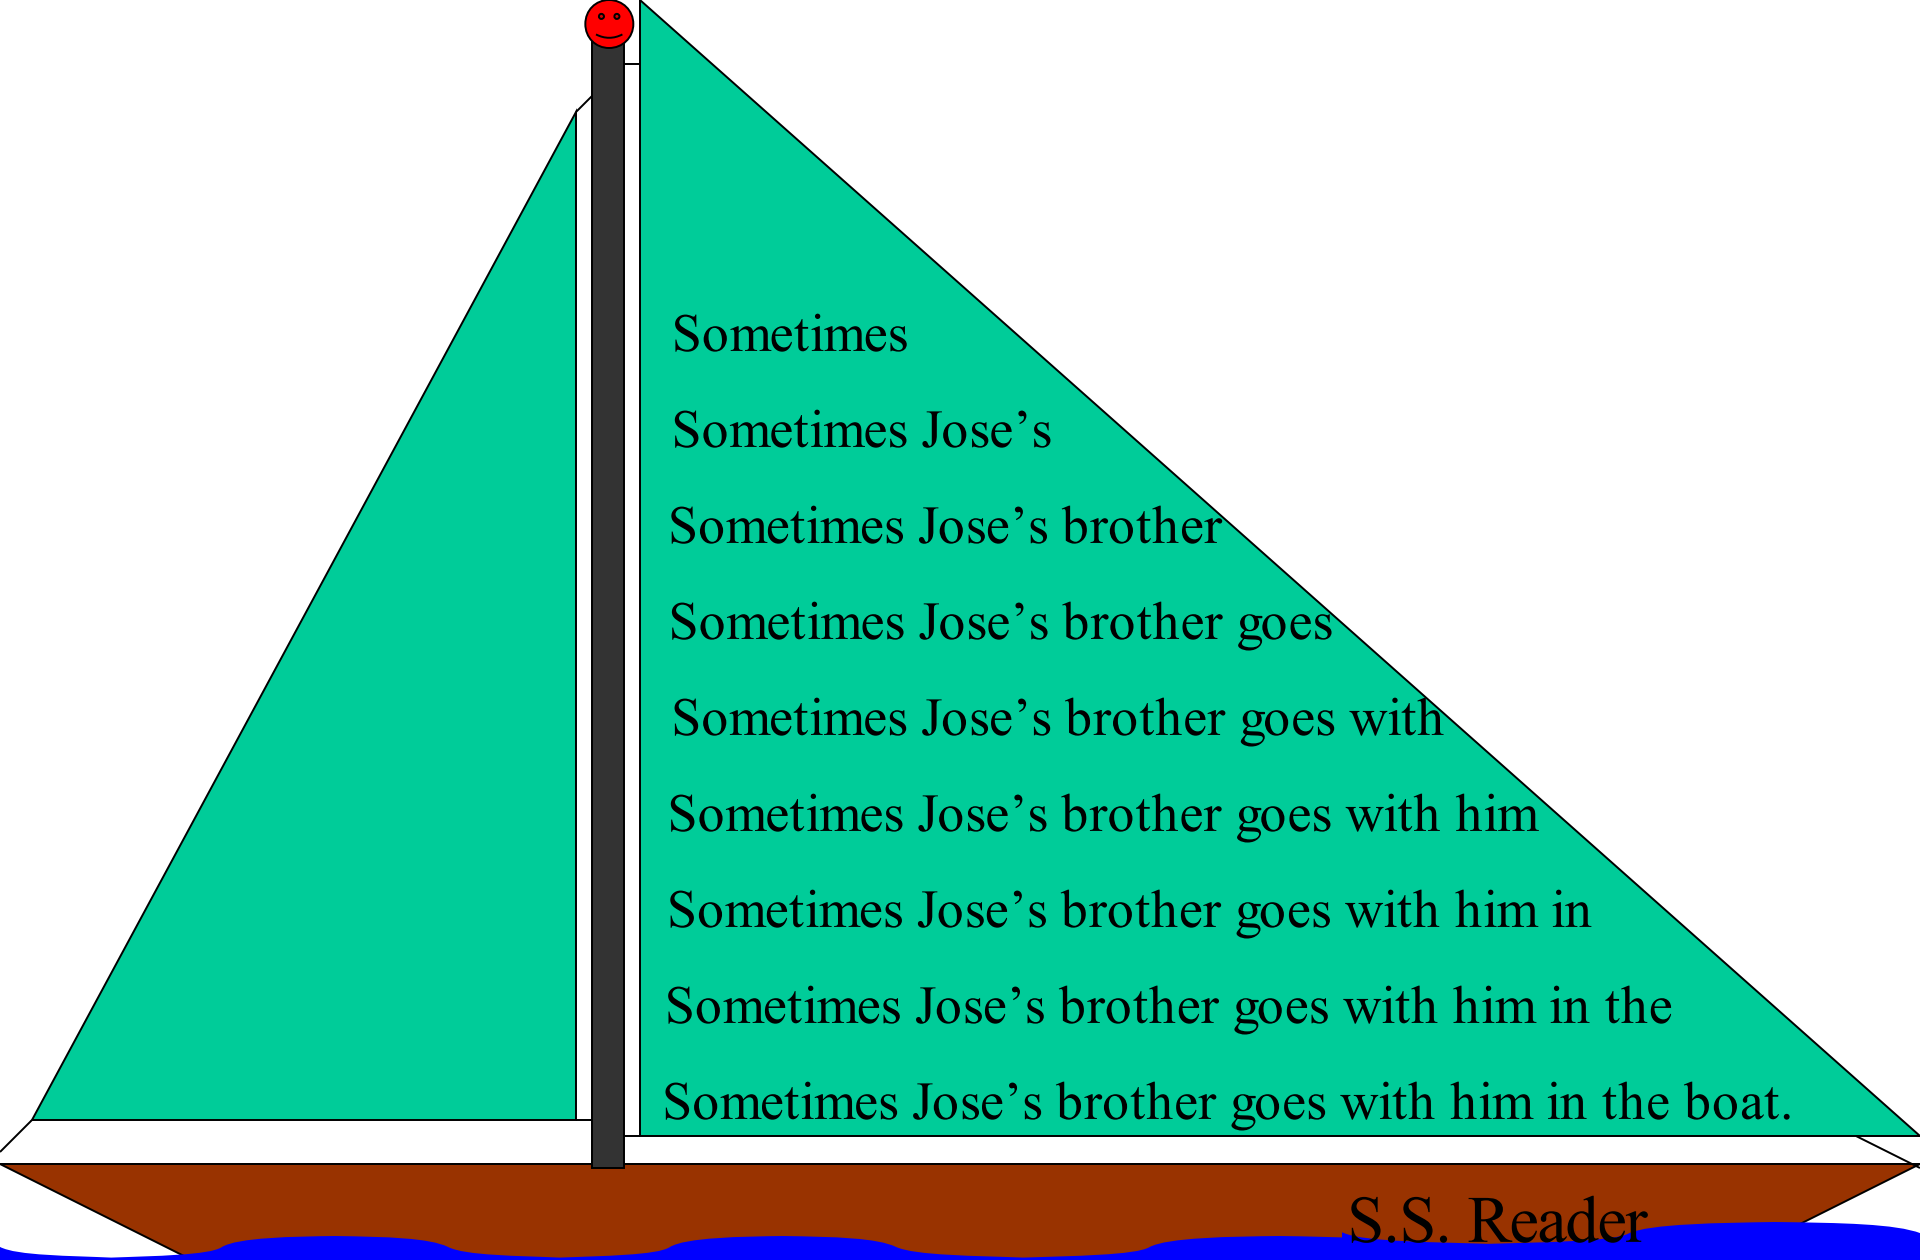 Sometimes
Sometimes Jose’s
Sometimes Jose’s brother
Sometimes Jose’s brother goes
Sometimes Jose’s brother goes with
Sometimes Jose’s brother goes with him
Sometimes Jose’s brother goes with him in
Sometimes Jose’s brother goes with him in the
Sometimes Jose’s brother goes with him in the boat.
S.S. Reader